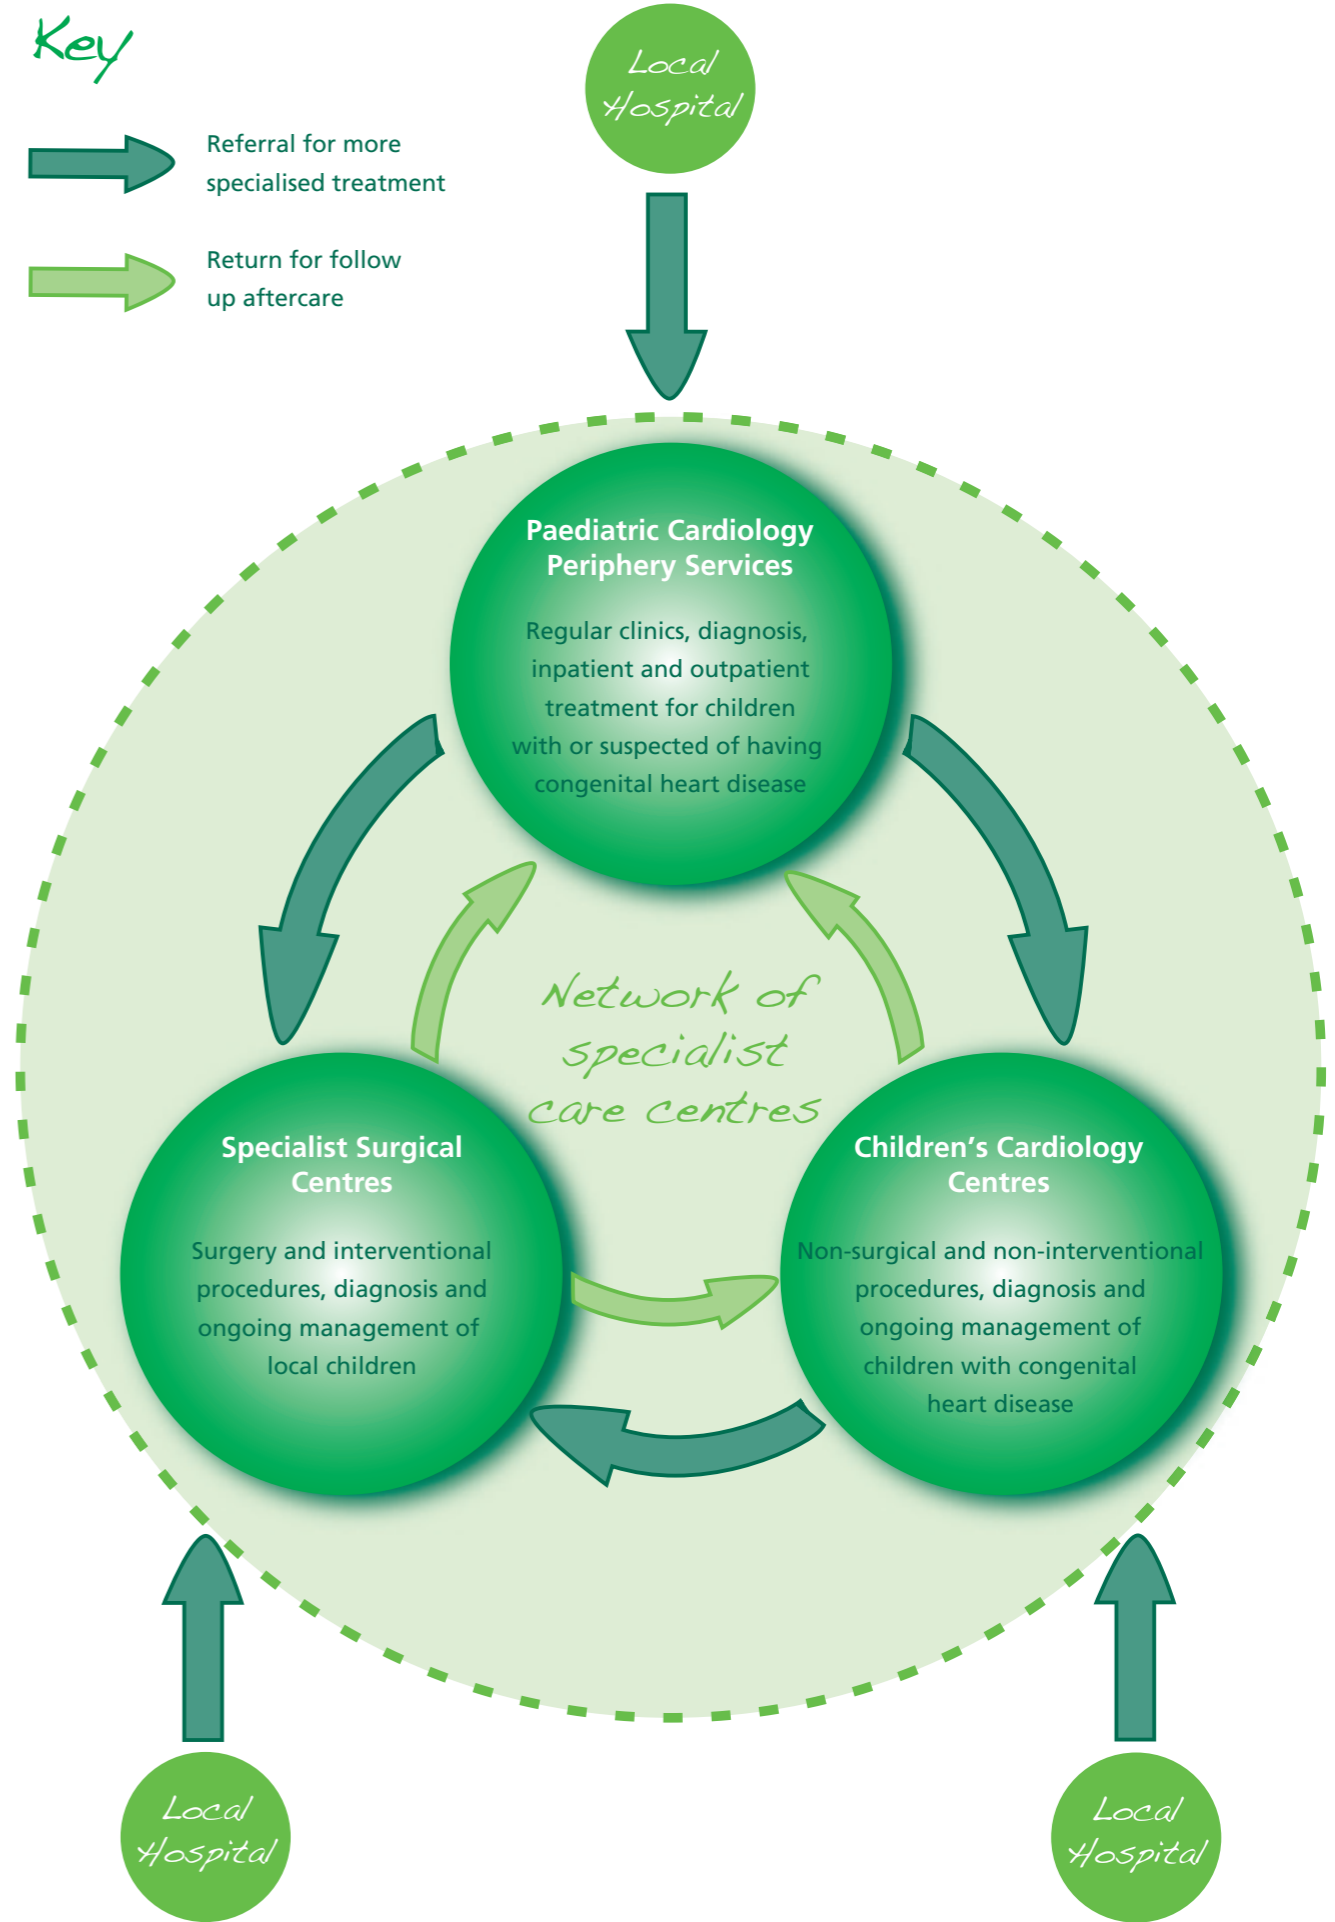 Key
Referral for more
specialised treatment
Return for follow
up aftercare
Local
Hospital
Paediatric Cardiology
Periphery Services
Regular clinics, diagnosis,
inpatient and outpatient
treatment for children
with or suspected of having
congenital heart disease
Network of
specialist
care centres
Specialist Surgical
Centres
Surgery and interventional
procedures, diagnosis and
ongoing management of
local children
Children’s Cardiology
Centres
Non-surgical and non-interventional
procedures, diagnosis and
ongoing management of
children with congenital
heart disease
Local
Hospital
Local
Hospital